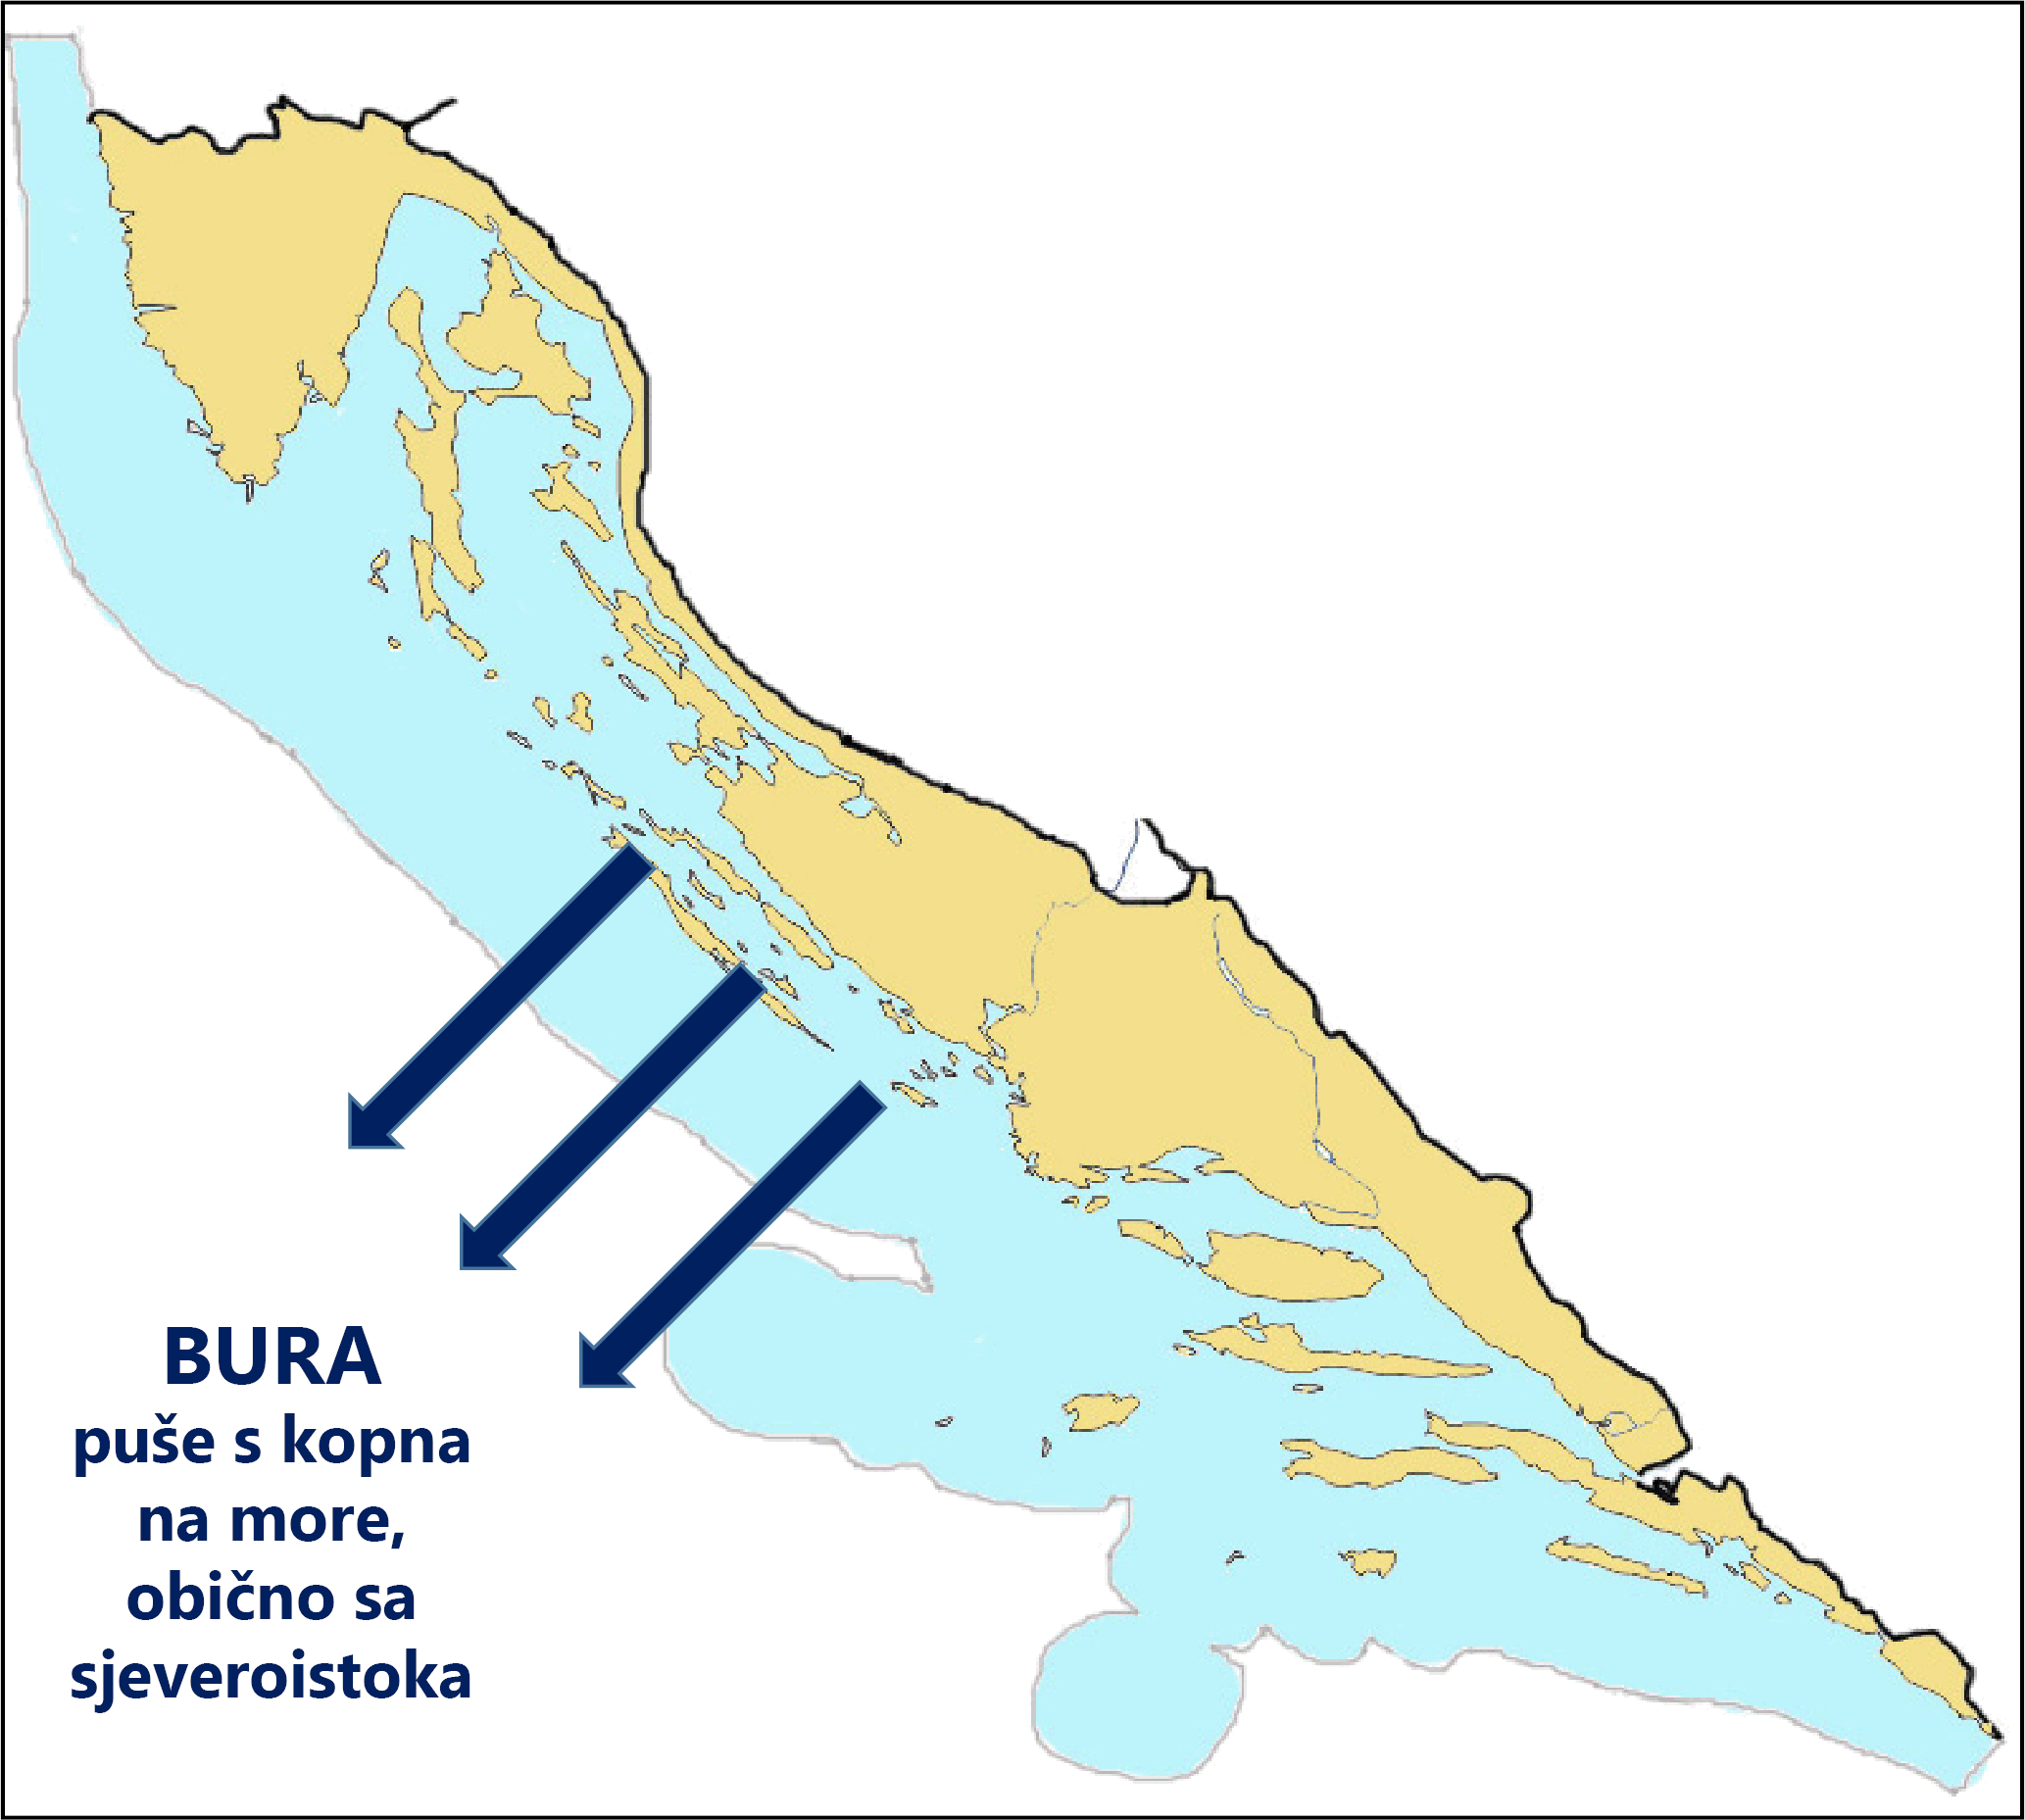 BURA
puše s kopna
na more,
obično sa
sjeveroistoka